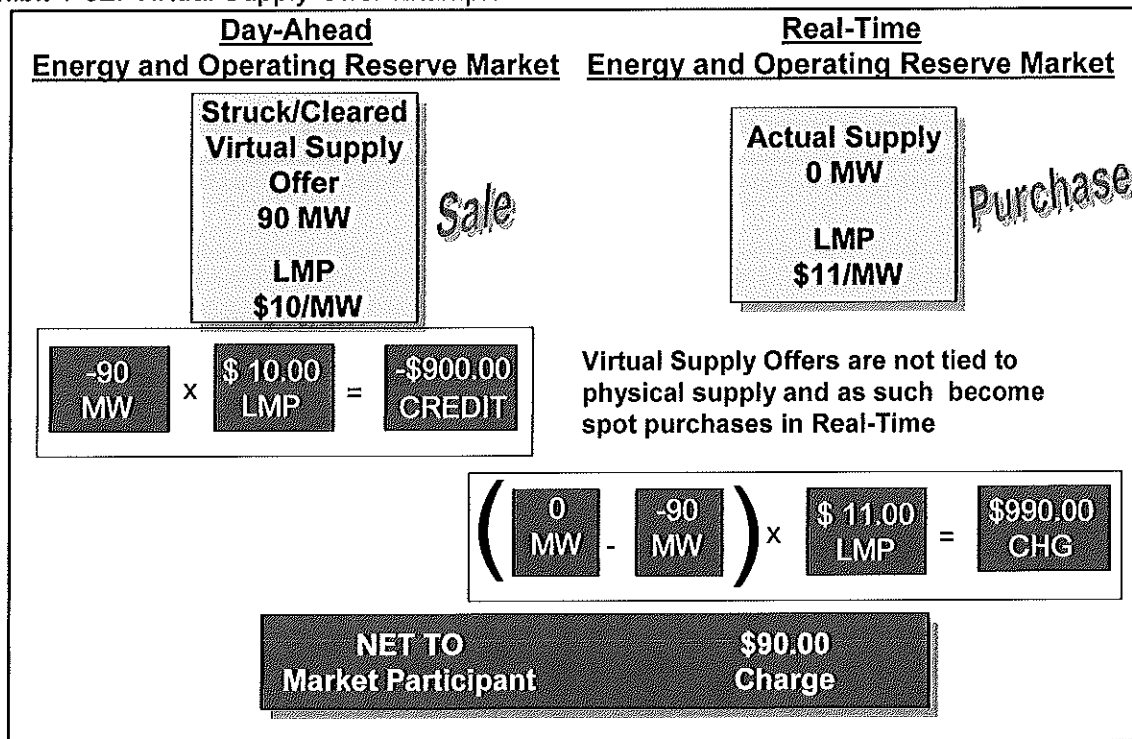 Day-Ahead
Energy and Operating Reserve Market
Struck/Cleared
Virtual Supply
Offer
90 MW
LMP
$10/MW
Sale
-90
MW
x
$ 10.00
LMP
=
-$900.00
CREDIT
Real-Time
Energy and Operating Reserve Market
Actual Supply
0 MW
LMP
$11/MW
Purchase
Virtual Supply Offers are not tied to
physical supply and as such become
spot purchases in Real-Time
(
0
MW
-
-90
MW
)
x
$ 11.00
LMP
=
$990.00
CHG
NET TO
Market Participant
$90.00
Charge